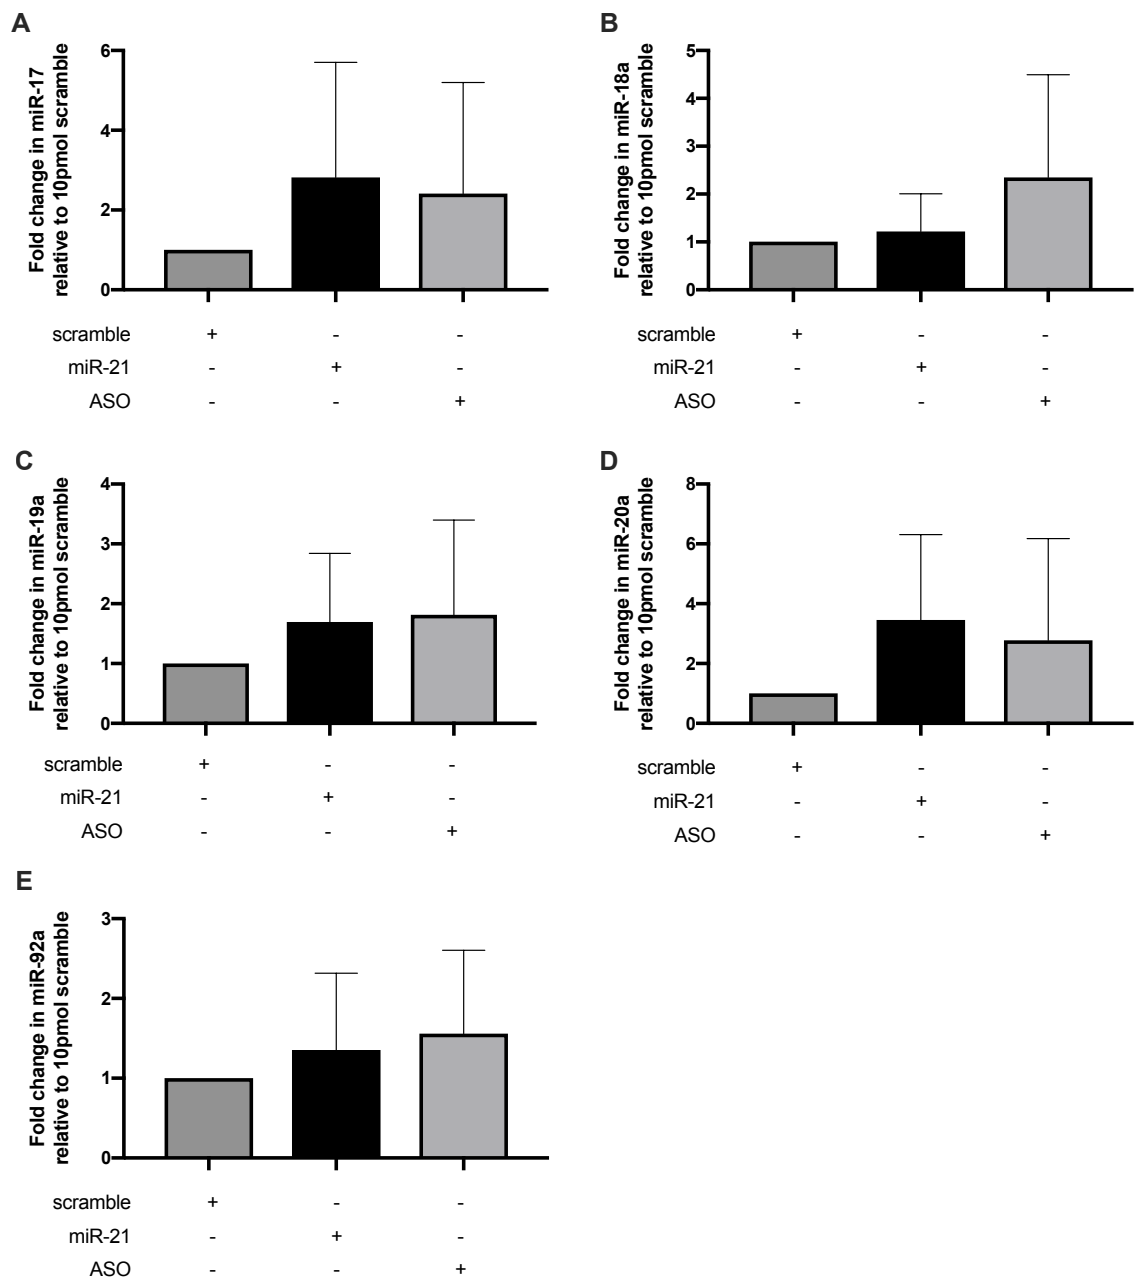 A
Fold change in miR-17
relative to 10pmol scramble
6
4
2
0
scramble + - -
miR-21 - + -
ASO - - +
B
Fold change in miR-18a
relative to 10pmol scramble
5
4
3
2
1
0
scramble + - -
miR-21 - + -
ASO - - +
C
Fold change in miR-19a
relative to 10pmol scramble
4
3
2
1
0
scramble + - -
miR-21 - + -
ASO - - +
D
Fold change in miR-20a
relative to 10pmol scramble
8
6
4
2
0
scramble + - -
miR-21 - + -
ASO - - +
E
Fold change in miR-92a
relative to 10pmol scramble
3
2
1
0
scramble + - -
miR-21 - + -
ASO - - +